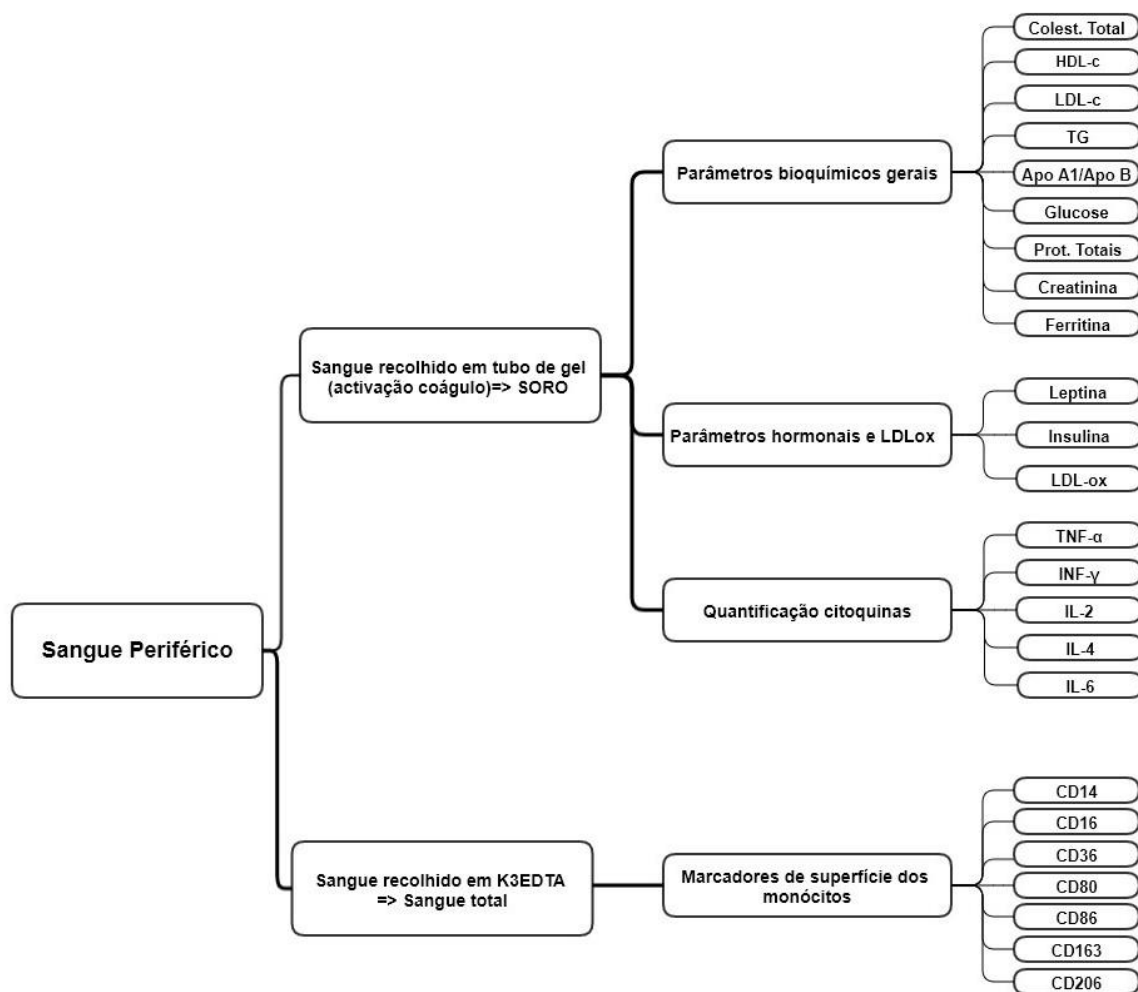 Sangue Periférico
Sangue recolhido em tubo de gel
(activação coágulo)=> SORO
Parâmetros bioquímicos gerais
Colest. Total
HDL-c
LDL-c
TG
Apo A1/Apo B
Glucose
Prot. Totais
Creatinina
Ferritina
Parâmetros hormonais e LDLox
Leptina
Insulina
LDL-ox
Quantificação citoquinas
TNF-α
INF-γ
IL-2
IL-4
IL-6
Sangue recolhido em K3EDTA
=> Sangue total
Marcadores de superfície dos
monócitos
CD14
CD16
CD36
CD80
CD86
CD163
CD206